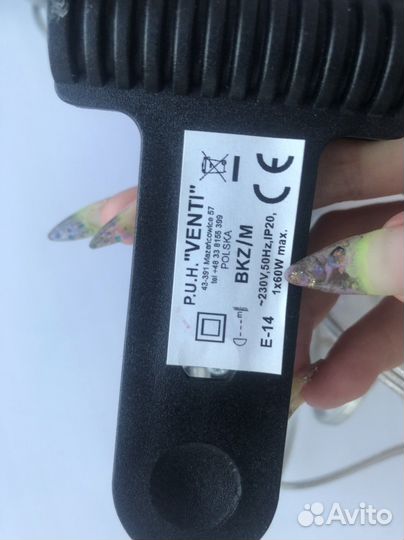 P.U.H. "VENTI"
43-391 Mazańcowice 57
tel +48 33 8155 399
POLSKA
BKZ/M
---m
CE
E-14
~230V,50Hz,IP20,
1x60W max.
Avito